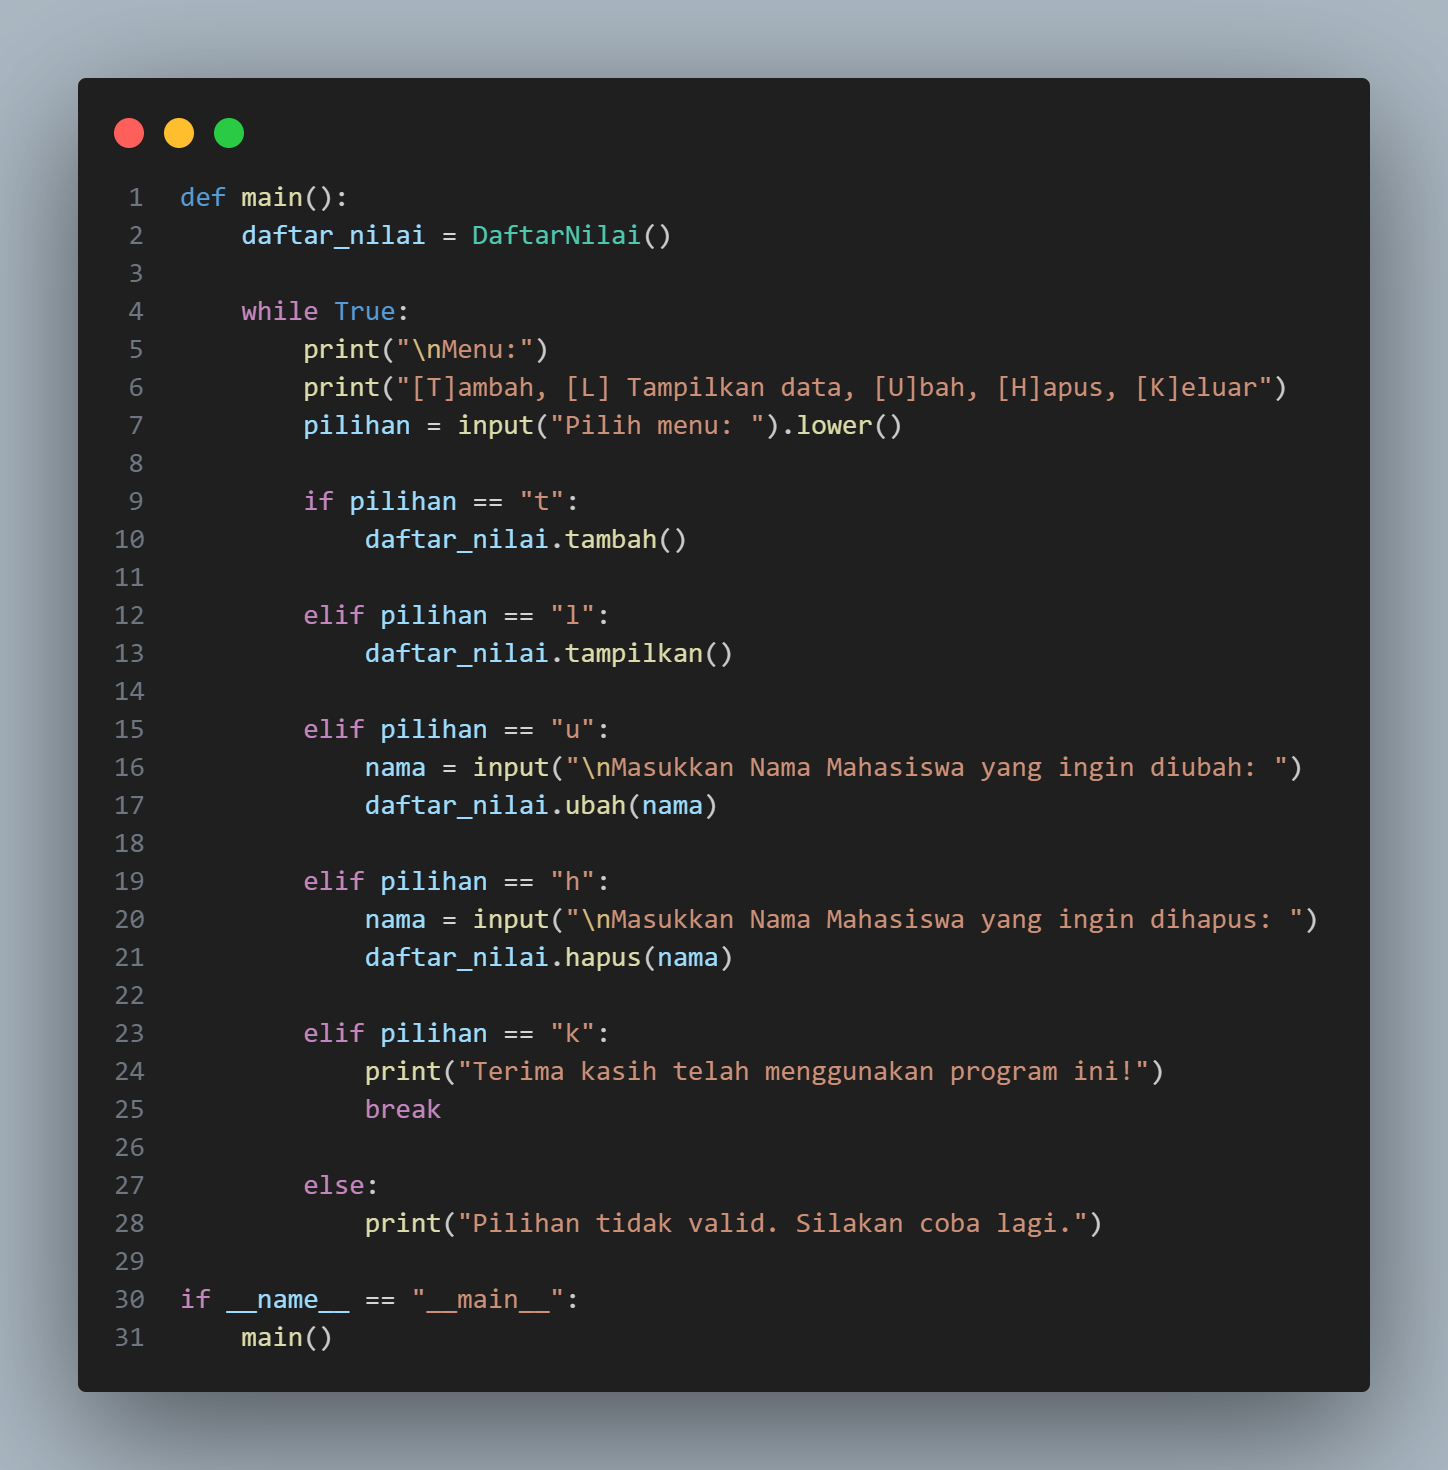 1 def main():
2     daftar_nilai = DaftarNilai()
3
4     while True:
5         print("\nMenu:")
6         print("[T]ambah, [L] Tampilkan data, [U]bah, [H]apus, [K]eluar")
7         pilihan = input("Pilih menu: ").lower()
8
9         if pilihan == "t":
10             daftar_nilai.tambah()
11
12         elif pilihan == "l":
13             daftar_nilai.tampilkan()
14
15         elif pilihan == "u":
16             nama = input("\nMasukkan Nama Mahasiswa yang ingin diubah: ")
17             daftar_nilai.ubah(nama)
18
19         elif pilihan == "h":
20             nama = input("\nMasukkan Nama Mahasiswa yang ingin dihapus: ")
21             daftar_nilai.hapus(nama)
22
23         elif pilihan == "k":
24             print("Terima kasih telah menggunakan program ini!")
25             break
26
27         else:
28             print("Pilihan tidak valid. Silakan coba lagi.")
29
30 if __name__ == "__main__":
31     main()